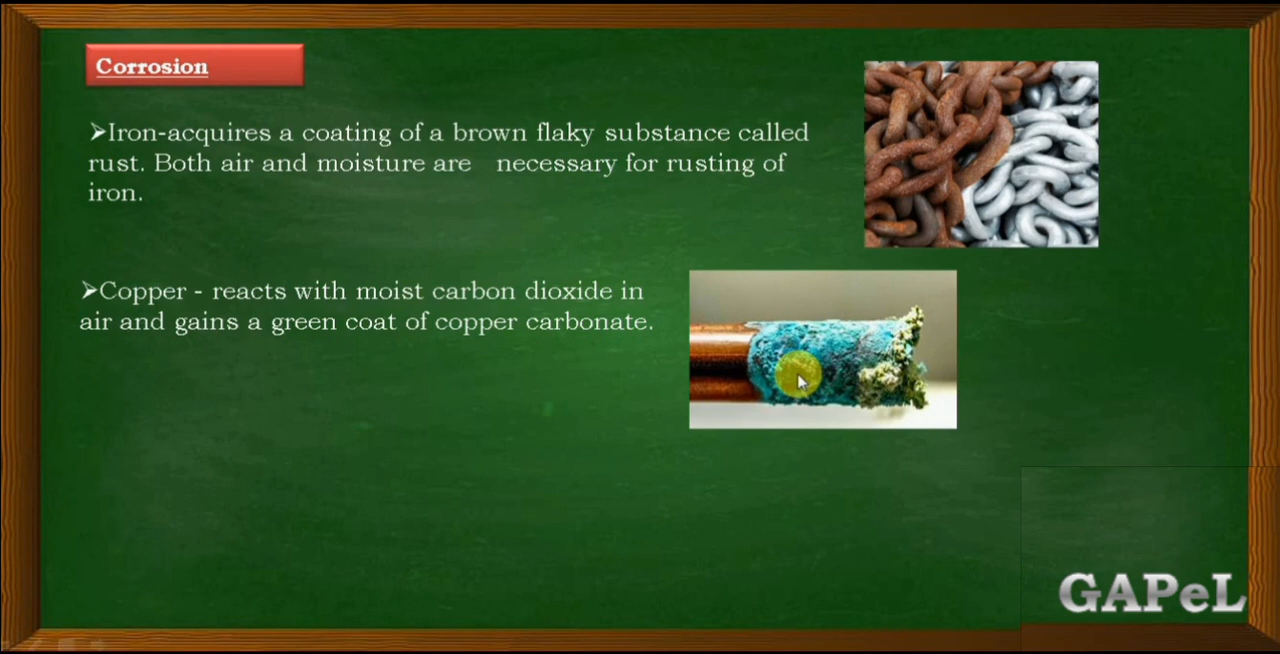 Corrosion
➢Iron-acquires a coating of a brown flaky substance called
rust. Both air and moisture are necessary for rusting of
iron.
➢Copper - reacts with moist carbon dioxide in
air and gains a green coat of copper carbonate.
GAPeL